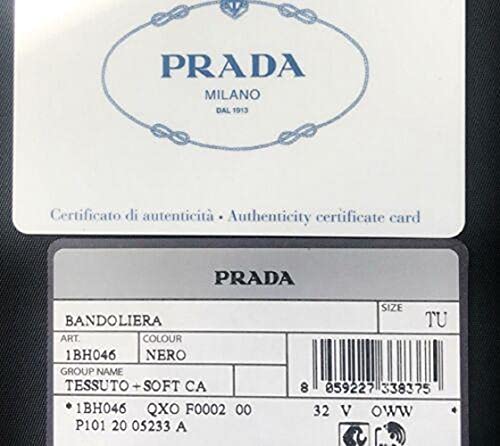 PRADA
MILANO
DAL 1913
Certificato di autenticità • Authenticity certificate card
PRADA
BANDOLIERA
SIZE
TU
ART.
COLOUR
1BH046
NERO
GROUP NAME
TESSUTO+SOFT CA
8 059227 338375
*1BH046 QXO F0002 00 32 V OWW *
P101 20 05233 A